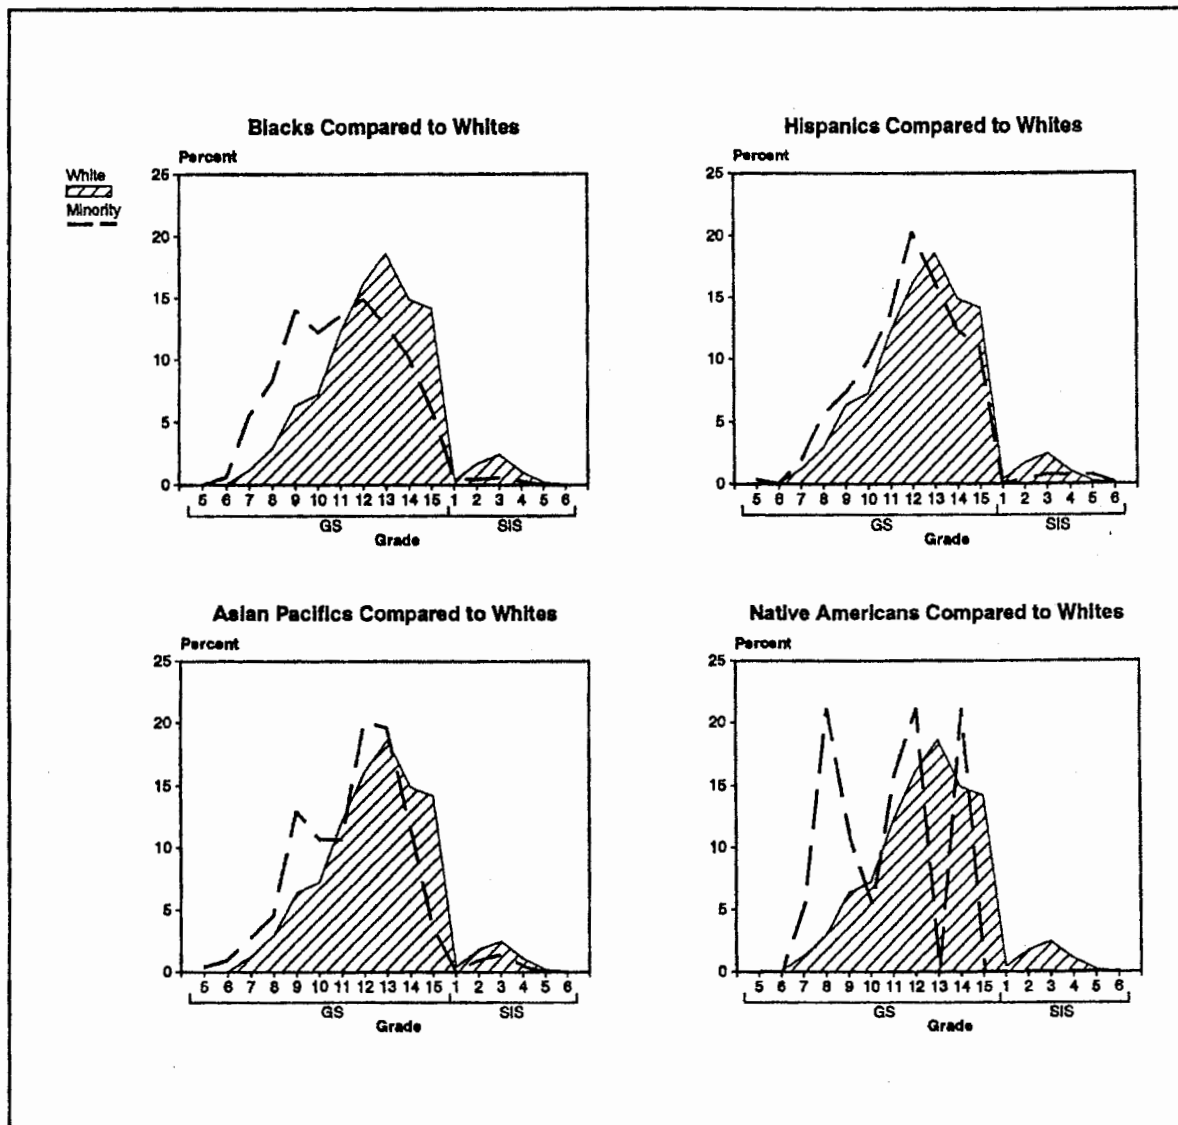 Blacks Compared to Whites
Percent
White
Minority
25
20
15
10
5
0
5 6 7 8 9 10 11 12 13 14 15 1 2 3 4 5 6
GS SIS
Grade
Hispanics Compared to Whites
Percent
25
20
15
10
5
0
5 6 7 8 9 10 11 12 13 14 15 1 2 3 4 5 6
GS SIS
Grade
Asian Pacifics Compared to Whites
Percent
25
20
15
10
5
0
5 6 7 8 9 10 11 12 13 14 15 1 2 3 4 5 6
GS SIS
Grade
Native Americans Compared to Whites
Percent
25
20
15
10
5
0
5 6 7 8 9 10 11 12 13 14 15 1 2 3 4 5 6
GS SIS
Grade